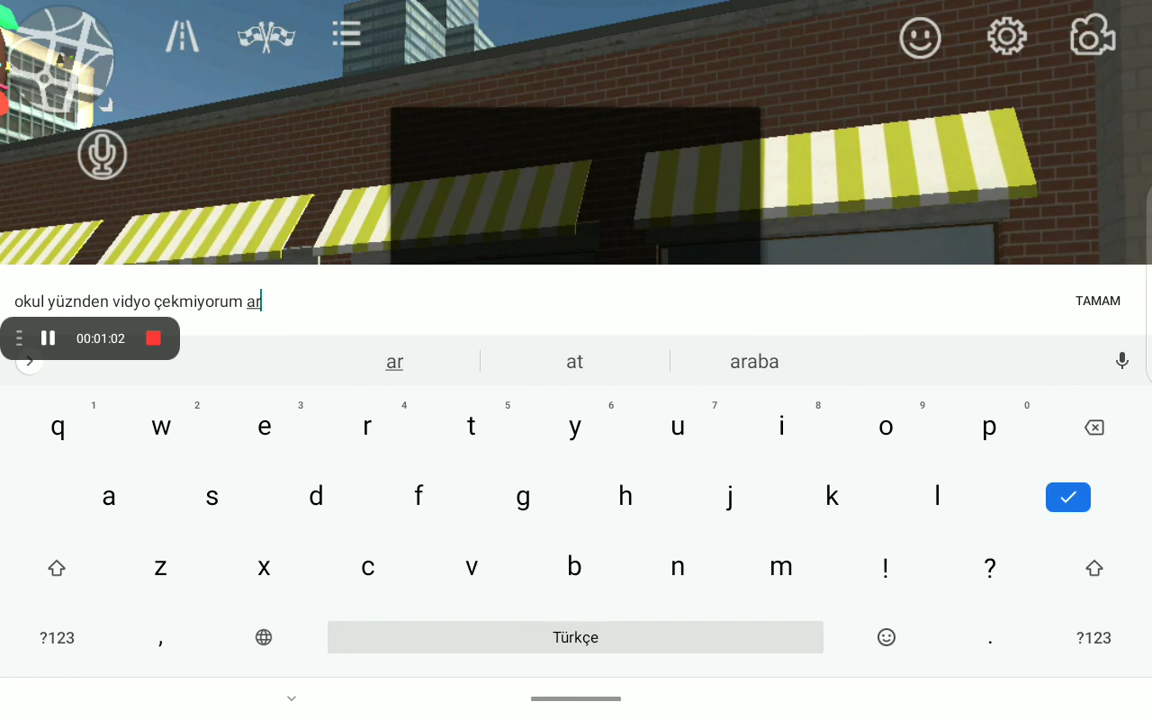 okul yüznden vidyo çekmiyorum ar
TAMAM
00:01:02
ar at araba
1 2 3 4 5 6 7 8 9 0
q w e r t y u i o p
a s d f g h j k l
z x c v b n m ! ?
?123 , Türkçe . ?123